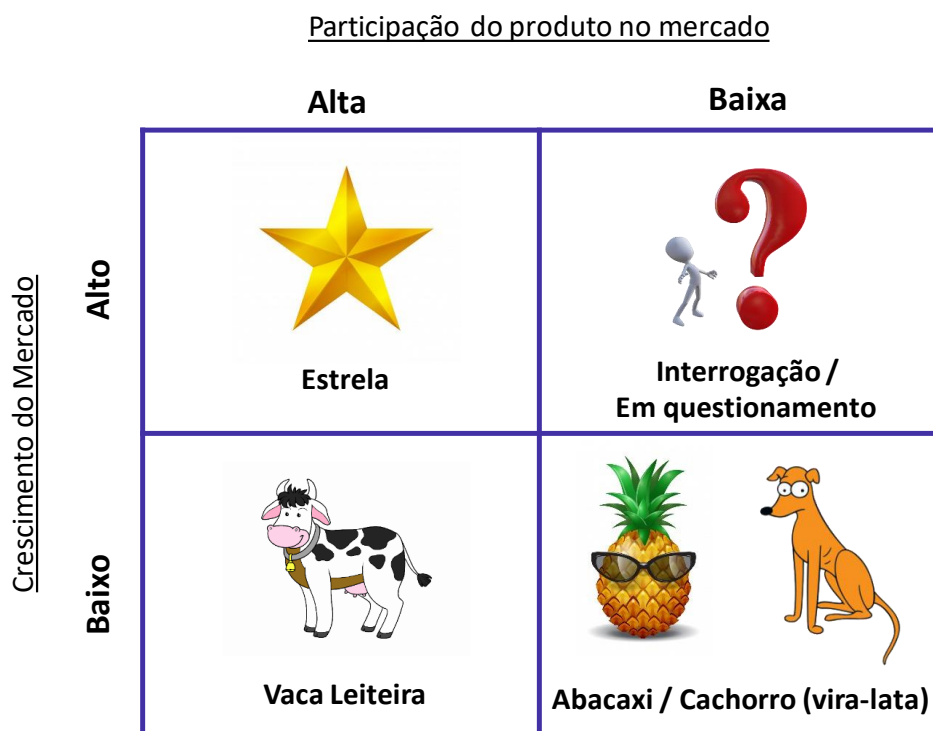 Participação do produto no mercado
Alta
Baixa
Crescimento do Mercado
Alto
Estrela
Interrogação /
Em questionamento
Baixo
Vaca Leiteira
Abacaxi / Cachorro (vira-lata)